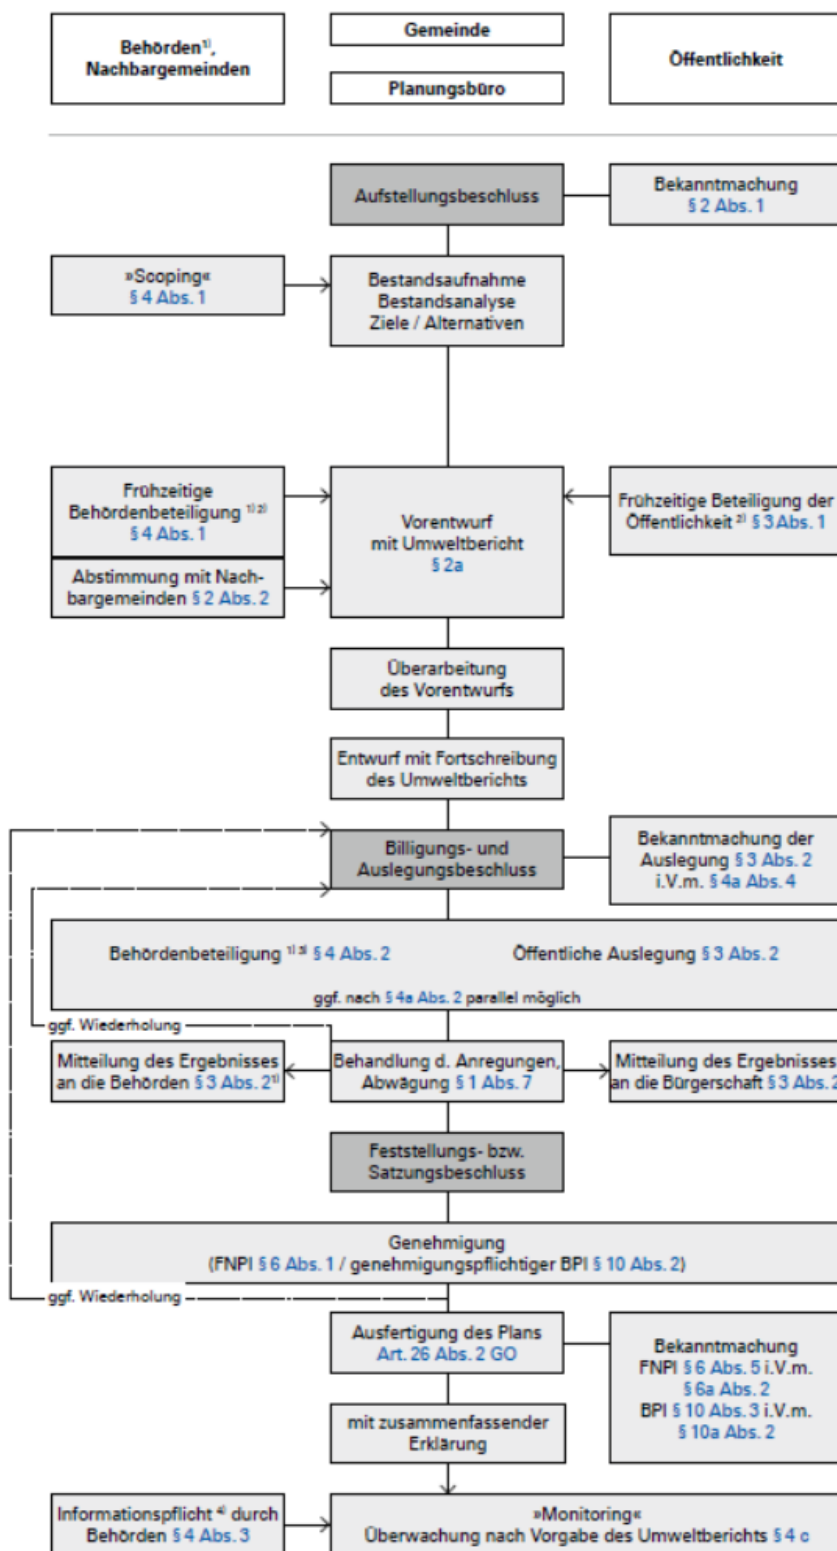 Behörden¹⁾,
Nachbargemeinden
Gemeinde
Planungsbüro
Öffentlichkeit
Aufstellungsbeschluss
Bekanntmachung
§ 2 Abs. 1
»Scoping«
§ 4 Abs. 1
Bestandsaufnahme
Bestandsanalyse
Ziele / Alternativen
Frühzeitige
Behördenbeteiligung ¹⁾ ²⁾
§ 4 Abs. 1
Abstimmung mit Nach-
bargemeinden § 2 Abs. 2
Vorentwurf
mit Umweltbericht
§ 2a
Frühzeitige Beteiligung der
Öffentlichkeit ²⁾ § 3 Abs. 1
Überarbeitung
des Vorentwurfs
Entwurf mit Fortschreibung
des Umweltberichts
Billigungs- und
Auslegungsbeschluss
Bekanntmachung der
Auslegung § 3 Abs. 2
i.V.m. § 4a Abs. 4
Behördenbeteiligung ¹⁾ ³⁾ § 4 Abs. 2
Öffentliche Auslegung § 3 Abs. 2
ggf. nach § 4a Abs. 2 parallel möglich
ggf. Wiederholung
Mitteilung des Ergebnisses
an die Behörden § 3 Abs. 2¹⁾
Behandlung d. Anregungen,
Abwägung § 1 Abs. 7
Mitteilung des Ergebnisses
an die Bürgerschaft § 3 Abs. 2
Feststellungs- bzw.
Satzungsbeschluss
Genehmigung
(FNPl § 6 Abs. 1 / genehmigungspflichtiger BPl § 10 Abs. 2)
ggf. Wiederholung
Ausfertigung des Plans
Art. 26 Abs. 2 GO
Bekanntmachung
FNPl § 6 Abs. 5 i.V.m.
§ 6a Abs. 2
BPl § 10 Abs. 3 i.V.m.
§ 10a Abs. 2
mit zusammenfassender
Erklärung
Informationspflicht ⁴⁾ durch
Behörden § 4 Abs. 3
»Monitoring«
Überwachung nach Vorgabe des Umweltberichts § 4 c